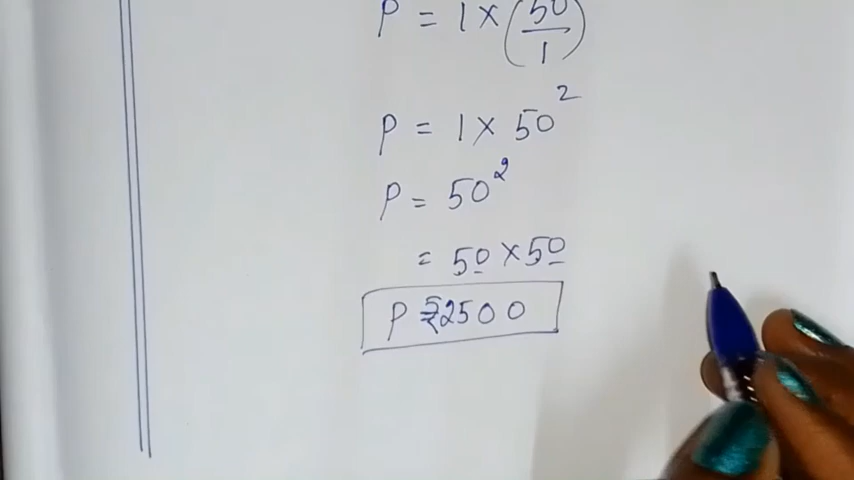 P = 1 × (50/1)
P = 1 × 50²
P = 50²
= 50 × 50
P = ₹2500